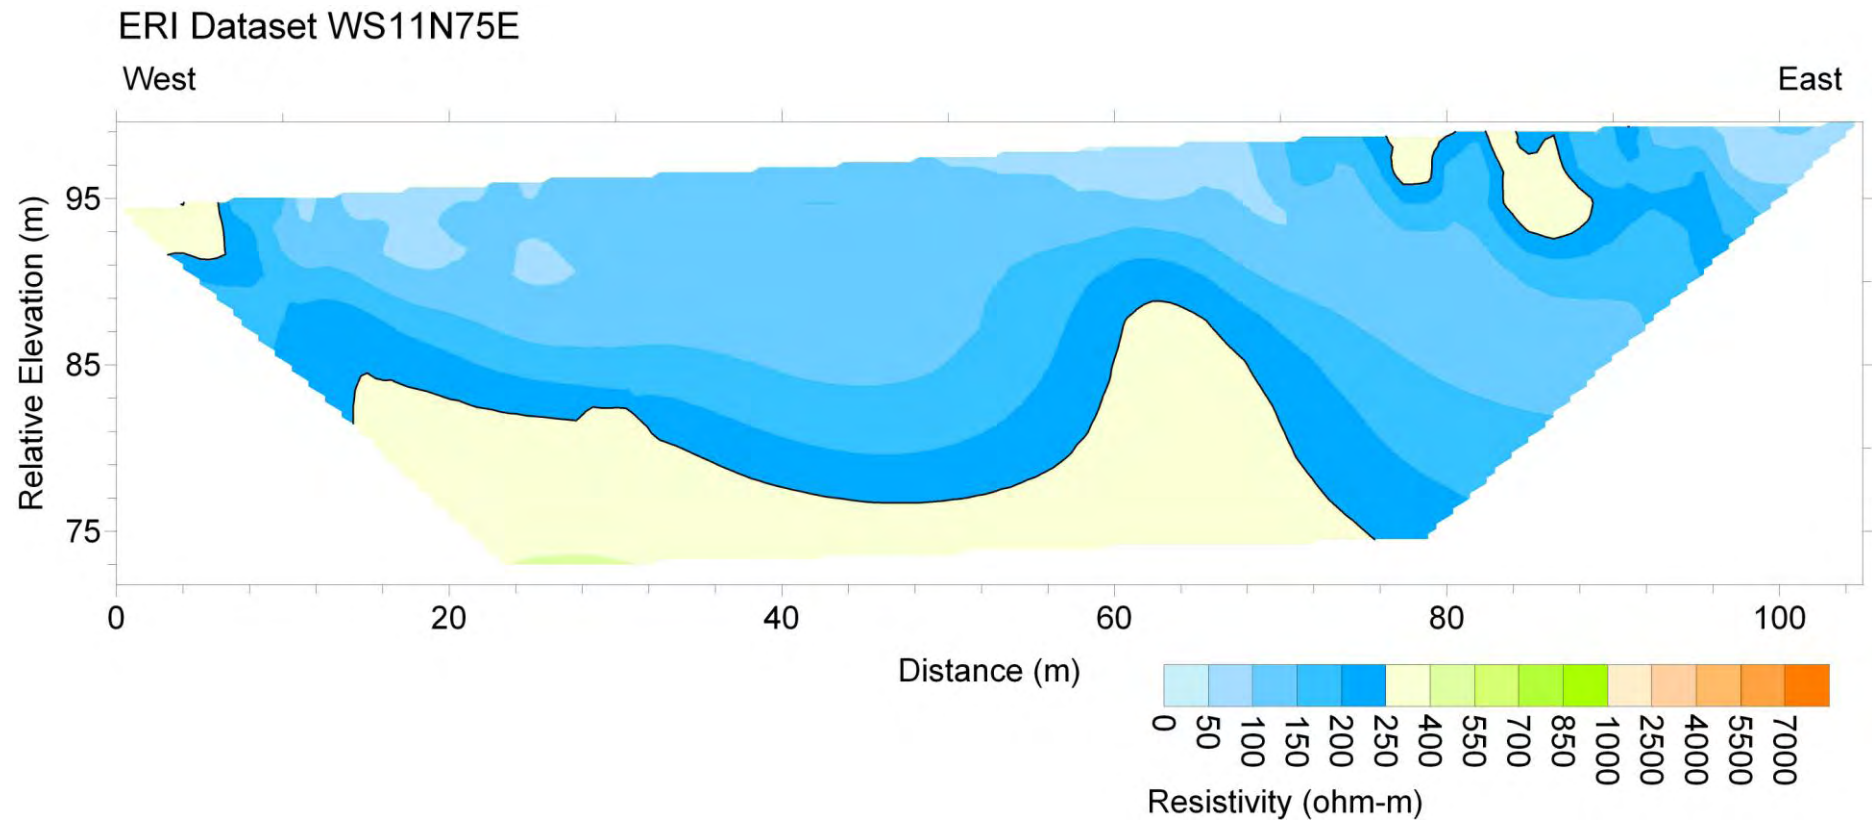 ERI Dataset WS11N75E
West East
95
85
75
Relative Elevation (m)
0 20 40 60 80 100
Distance (m)
0 50 100 150 200 250 400 550 700 850 1000 2500 4000 5500 7000
Resistivity (ohm-m)